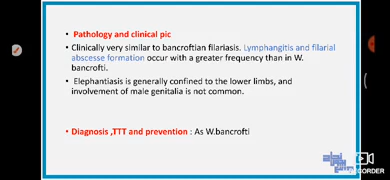 • Pathology and clinical pic
• Clinically very similar to bancroftian filariasis. Lymphangitis and filarial
abscesse formation occur with a greater frequency than in W.
bancrofti.
• Elephantiasis is generally confined to the lower limbs, and
involvement of male genitalia is not common.
• Diagnosis ,TTT and prevention : As W.bancrofti
CORDER